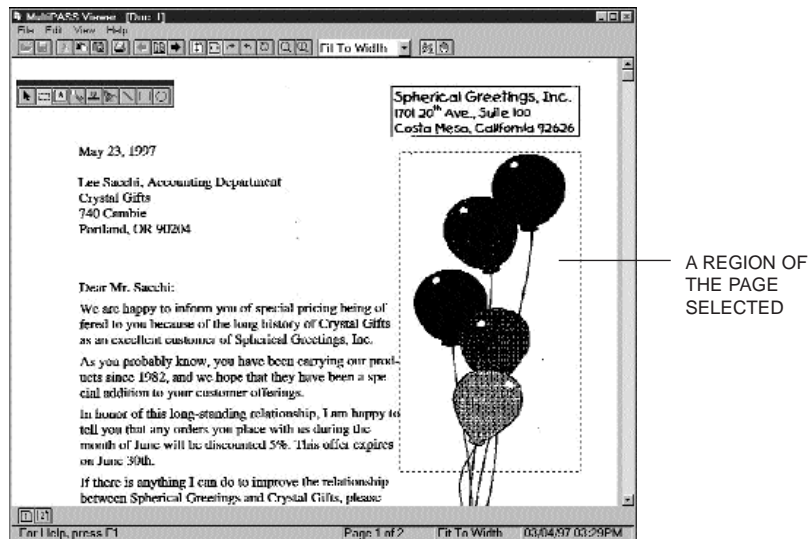 MultiPASS Viewer [Doc 1]
File Edit View Help
Fit To Width
Spherical Greetings, Inc.
1701 20th Ave., Suite 100
Costa Mesa, California 92626
May 23, 1997
Lee Sacchi, Accounting Department
Crystal Gifts
740 Cambie
Portland, OR 90204
Dear Mr. Sacchi:
We are happy to inform you of special pricing being of
fered to you because of the long history of Crystal Gifts
as an excellent customer of Spherical Greetings, Inc.
As you probably know, you have been carrying our prod-
ucts since 1982, and we hope that they have been a spe
cial addition to your customer offerings.
In honor of this long-standing relationship, I am happy to
tell you that any orders you place with us during the
month of June will be discounted 5%. This offer expires
on June 30th.
If there is anything I can do to improve the relationship
between Spherical Greetings and Crystal Gifts, please
A REGION OF
THE PAGE
SELECTED
For Help, press F1
Page 1 of 2
Fit To Width
03/04/97 03:29PM